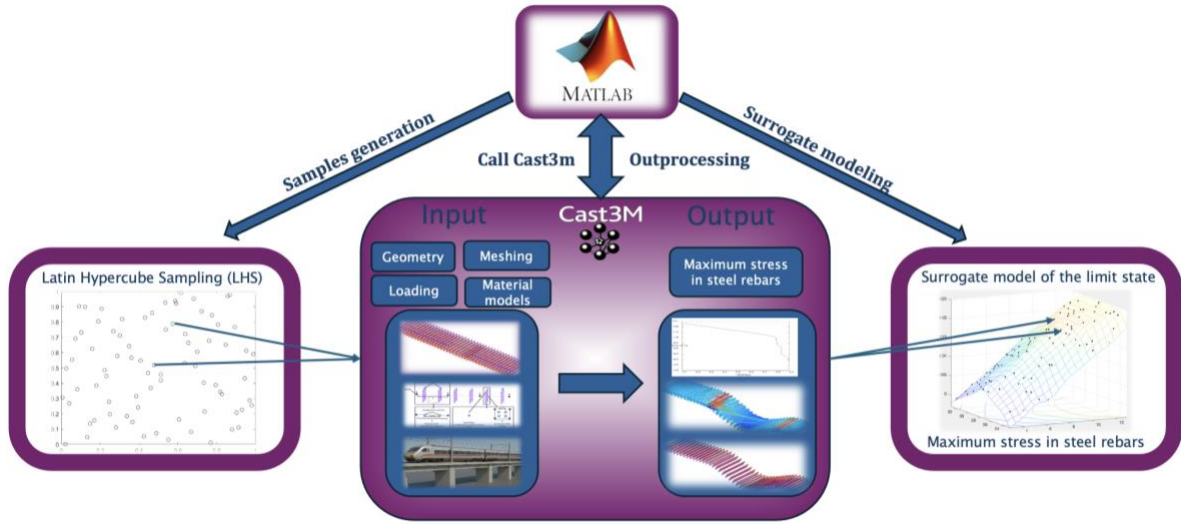 MATLAB
Samples generation
Call Cast3m
Outprocessing
Surrogate modeling
Input
Cast3M
Output
Geometry
Meshing
Loading
Material
models
Maximum stress
in steel rebars
Latin Hypercube Sampling (LHS)
Surrogate model of the limit state
Maximum stress in steel rebars